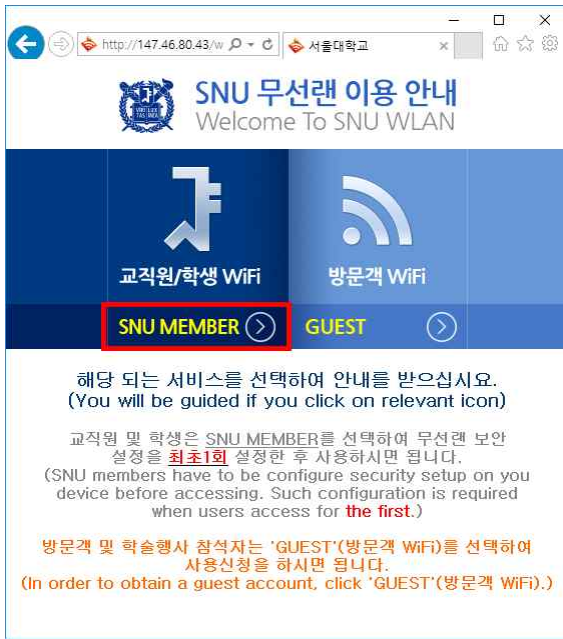 http://147.46.80.43/w
서울대학교
SNU 무선랜 이용 안내
Welcome To SNU WLAN
교직원/학생 WiFi
방문객 WiFi
SNU MEMBER
GUEST
해당 되는 서비스를 선택하여 안내를 받으십시요.
(You will be guided if you click on relevant icon)
교직원 및 학생은 SNU MEMBER를 선택하여 무선랜 보안
설정을 최초1회 설정한 후 사용하시면 됩니다.
(SNU members have to be configure security setup on you
device before accessing. Such configuration is required
when users access for the first.)
방문객 및 학술행사 참석자는 'GUEST'(방문객 WiFi)를 선택하여
사용신청을 하시면 됩니다.
(In order to obtain a guest account, click 'GUEST'(방문객 WiFi).)